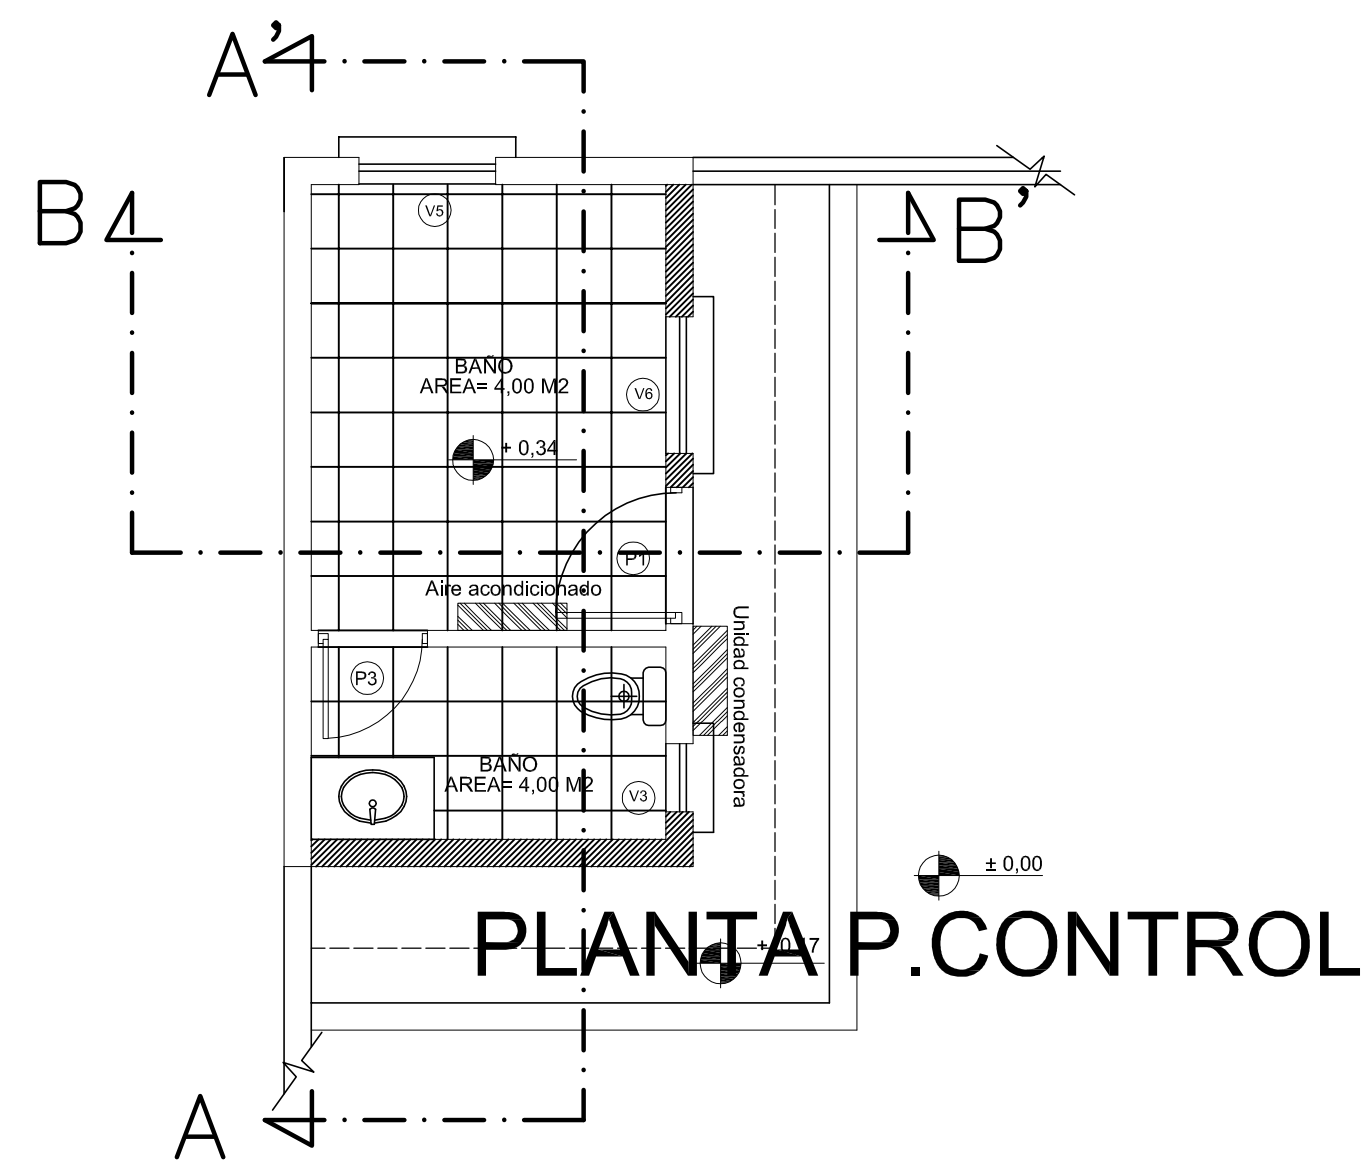 A'
B
B'
V5
BAÑO
AREA= 4,00 M2
V6
+ 0,34
P1
Aire acondicionado
Unidad condensadora
P3
BAÑO
AREA= 4,00 M2
V3
± 0,00
PLANTA P.CONTROL
A